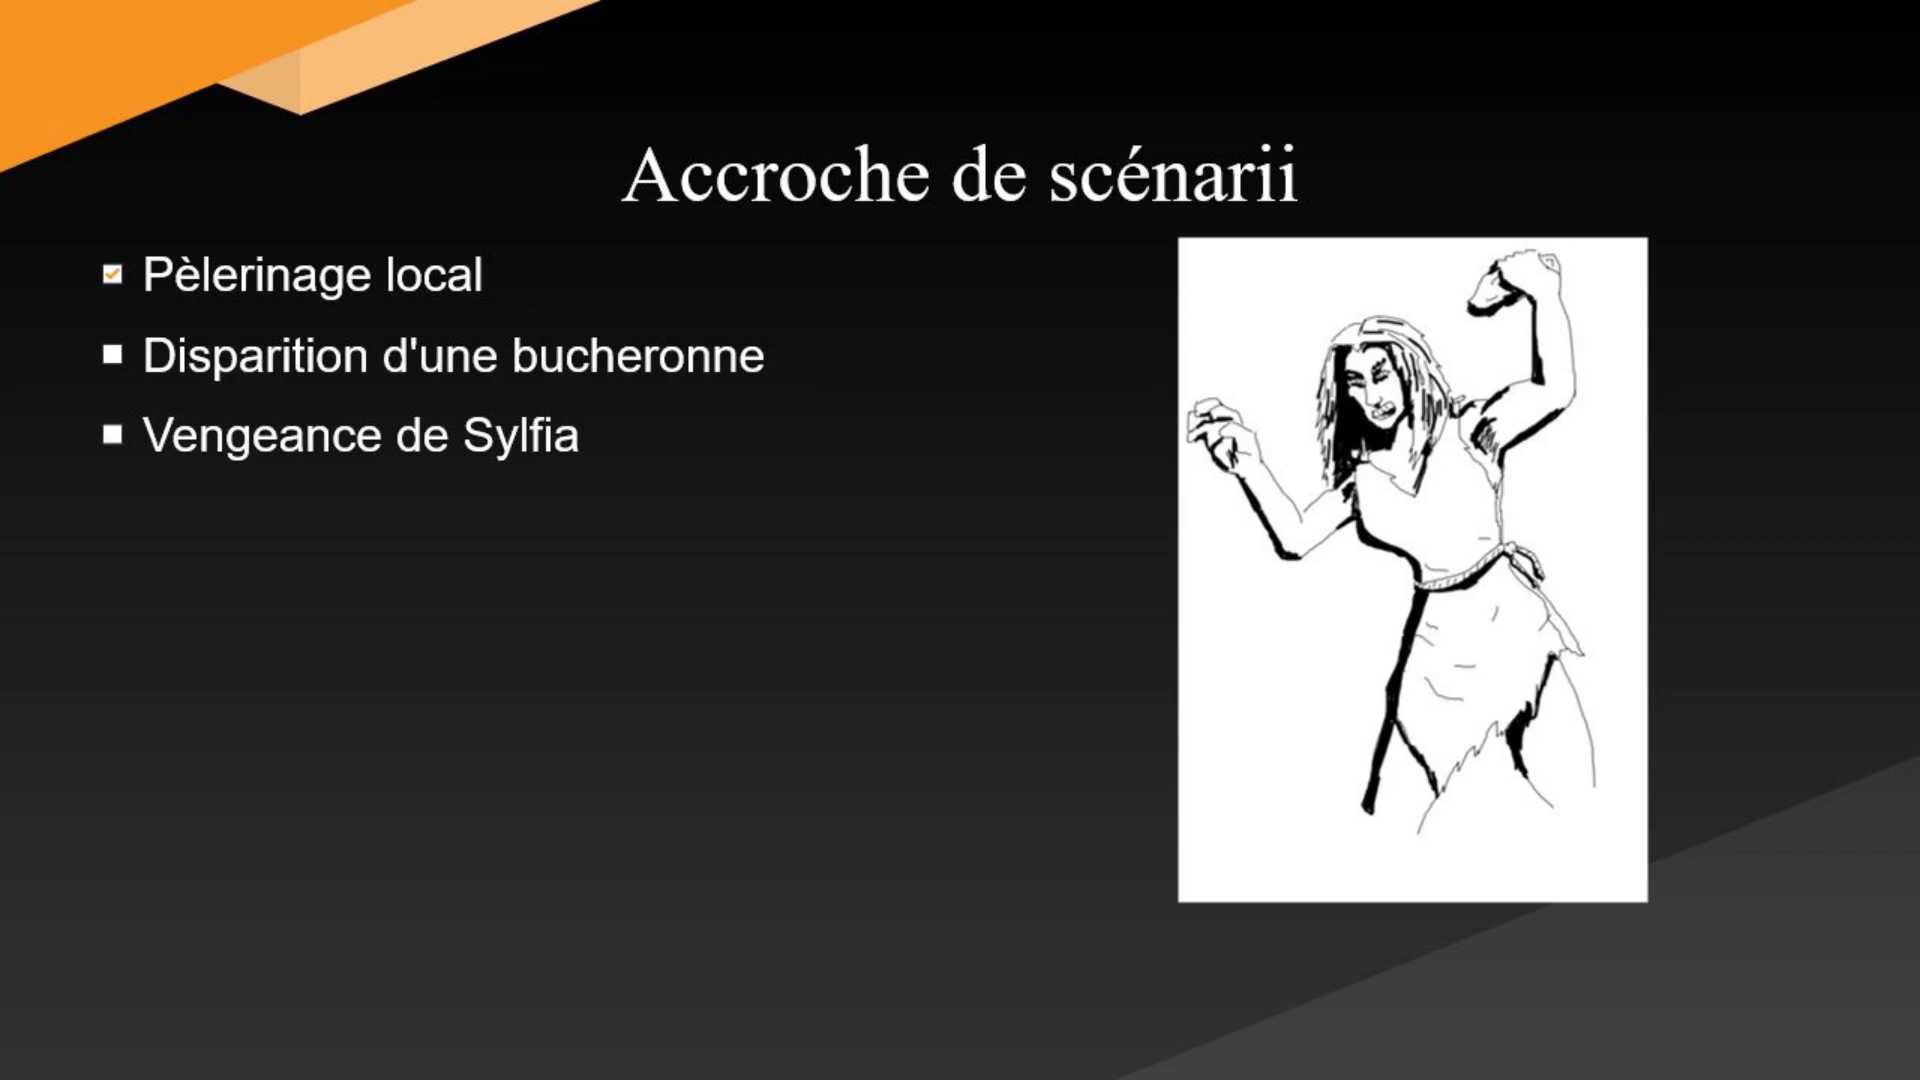 Accroche de scénarii
Pèlerinage local
Disparition d'une bucheronne
Vengeance de Sylfia